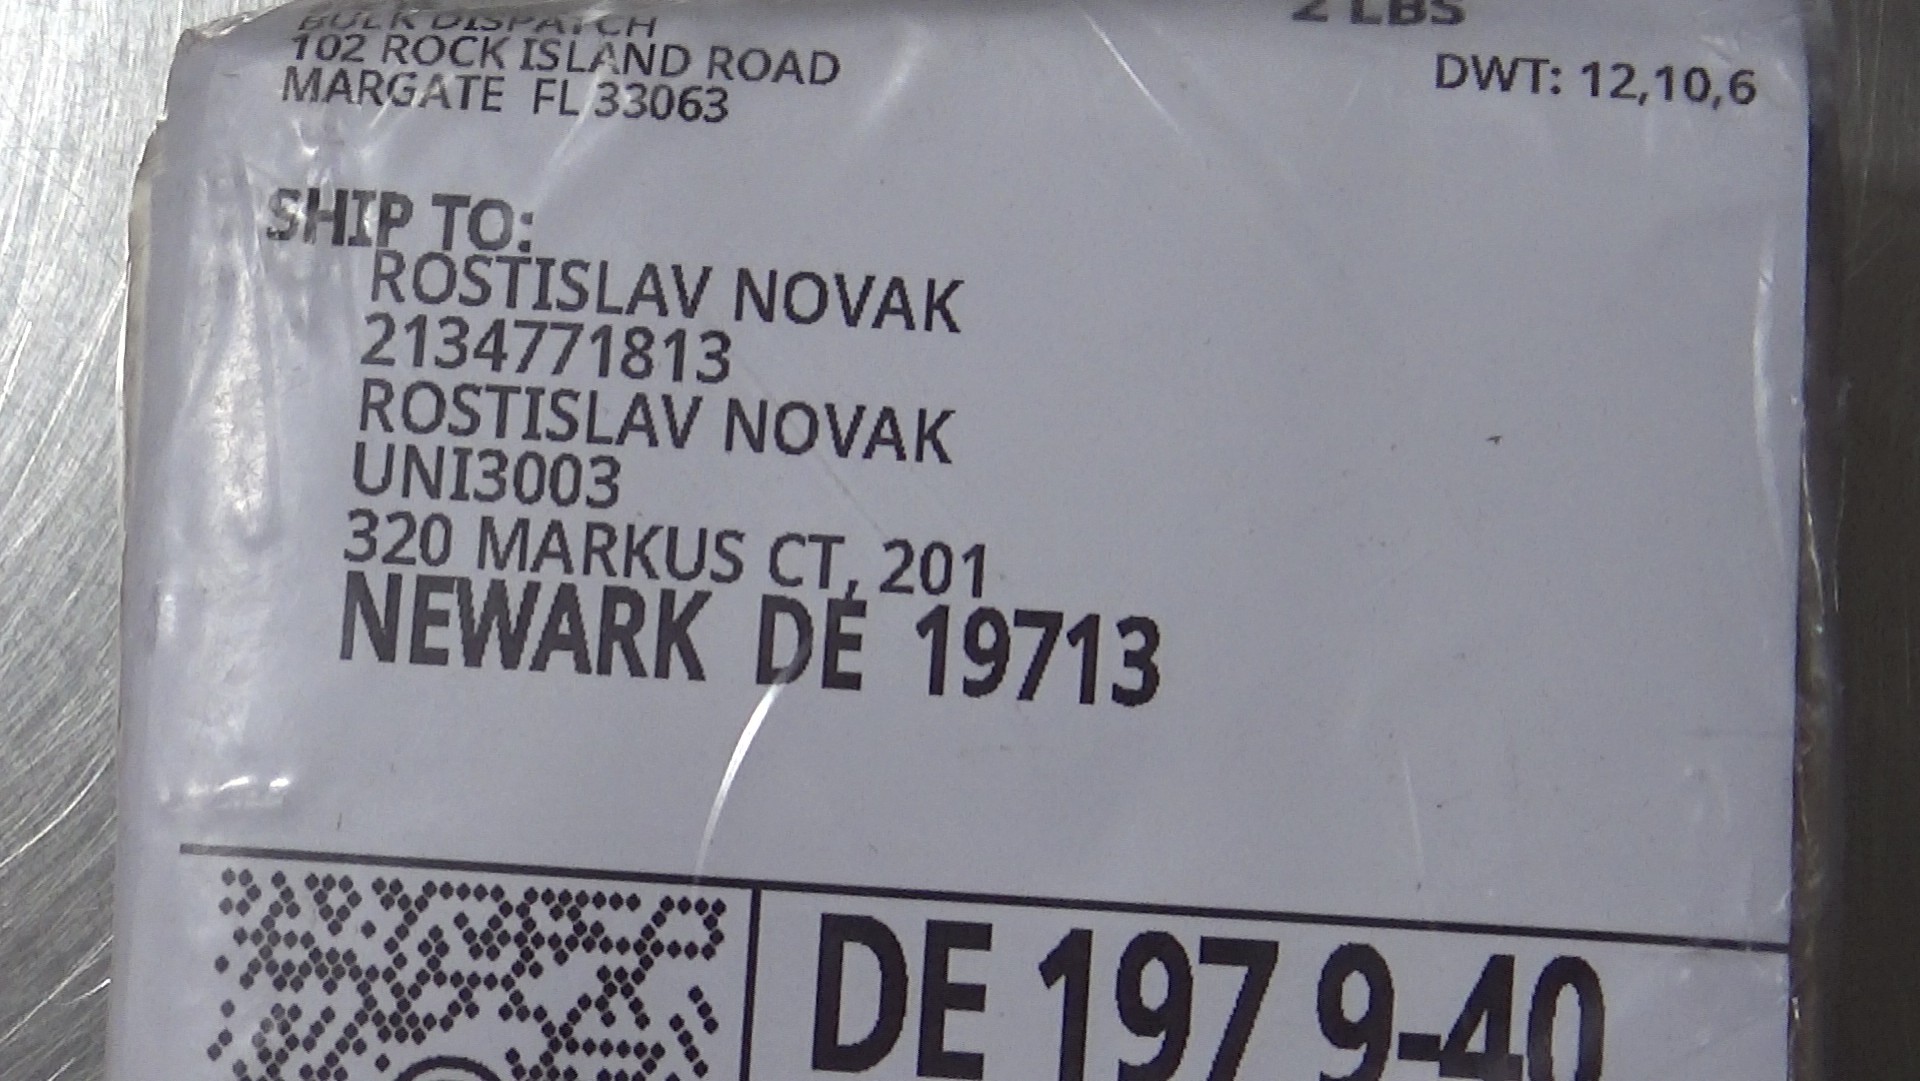 BULK DISPATCH
2 LBS
102 ROCK ISLAND ROAD
MARGATE FL 33063
DWT: 12,10,6
SHIP TO:
ROSTISLAV NOVAK
2134771813
ROSTISLAV NOVAK
UNI3003
320 MARKUS CT, 201
NEWARK DE 19713
DE 197 9-40